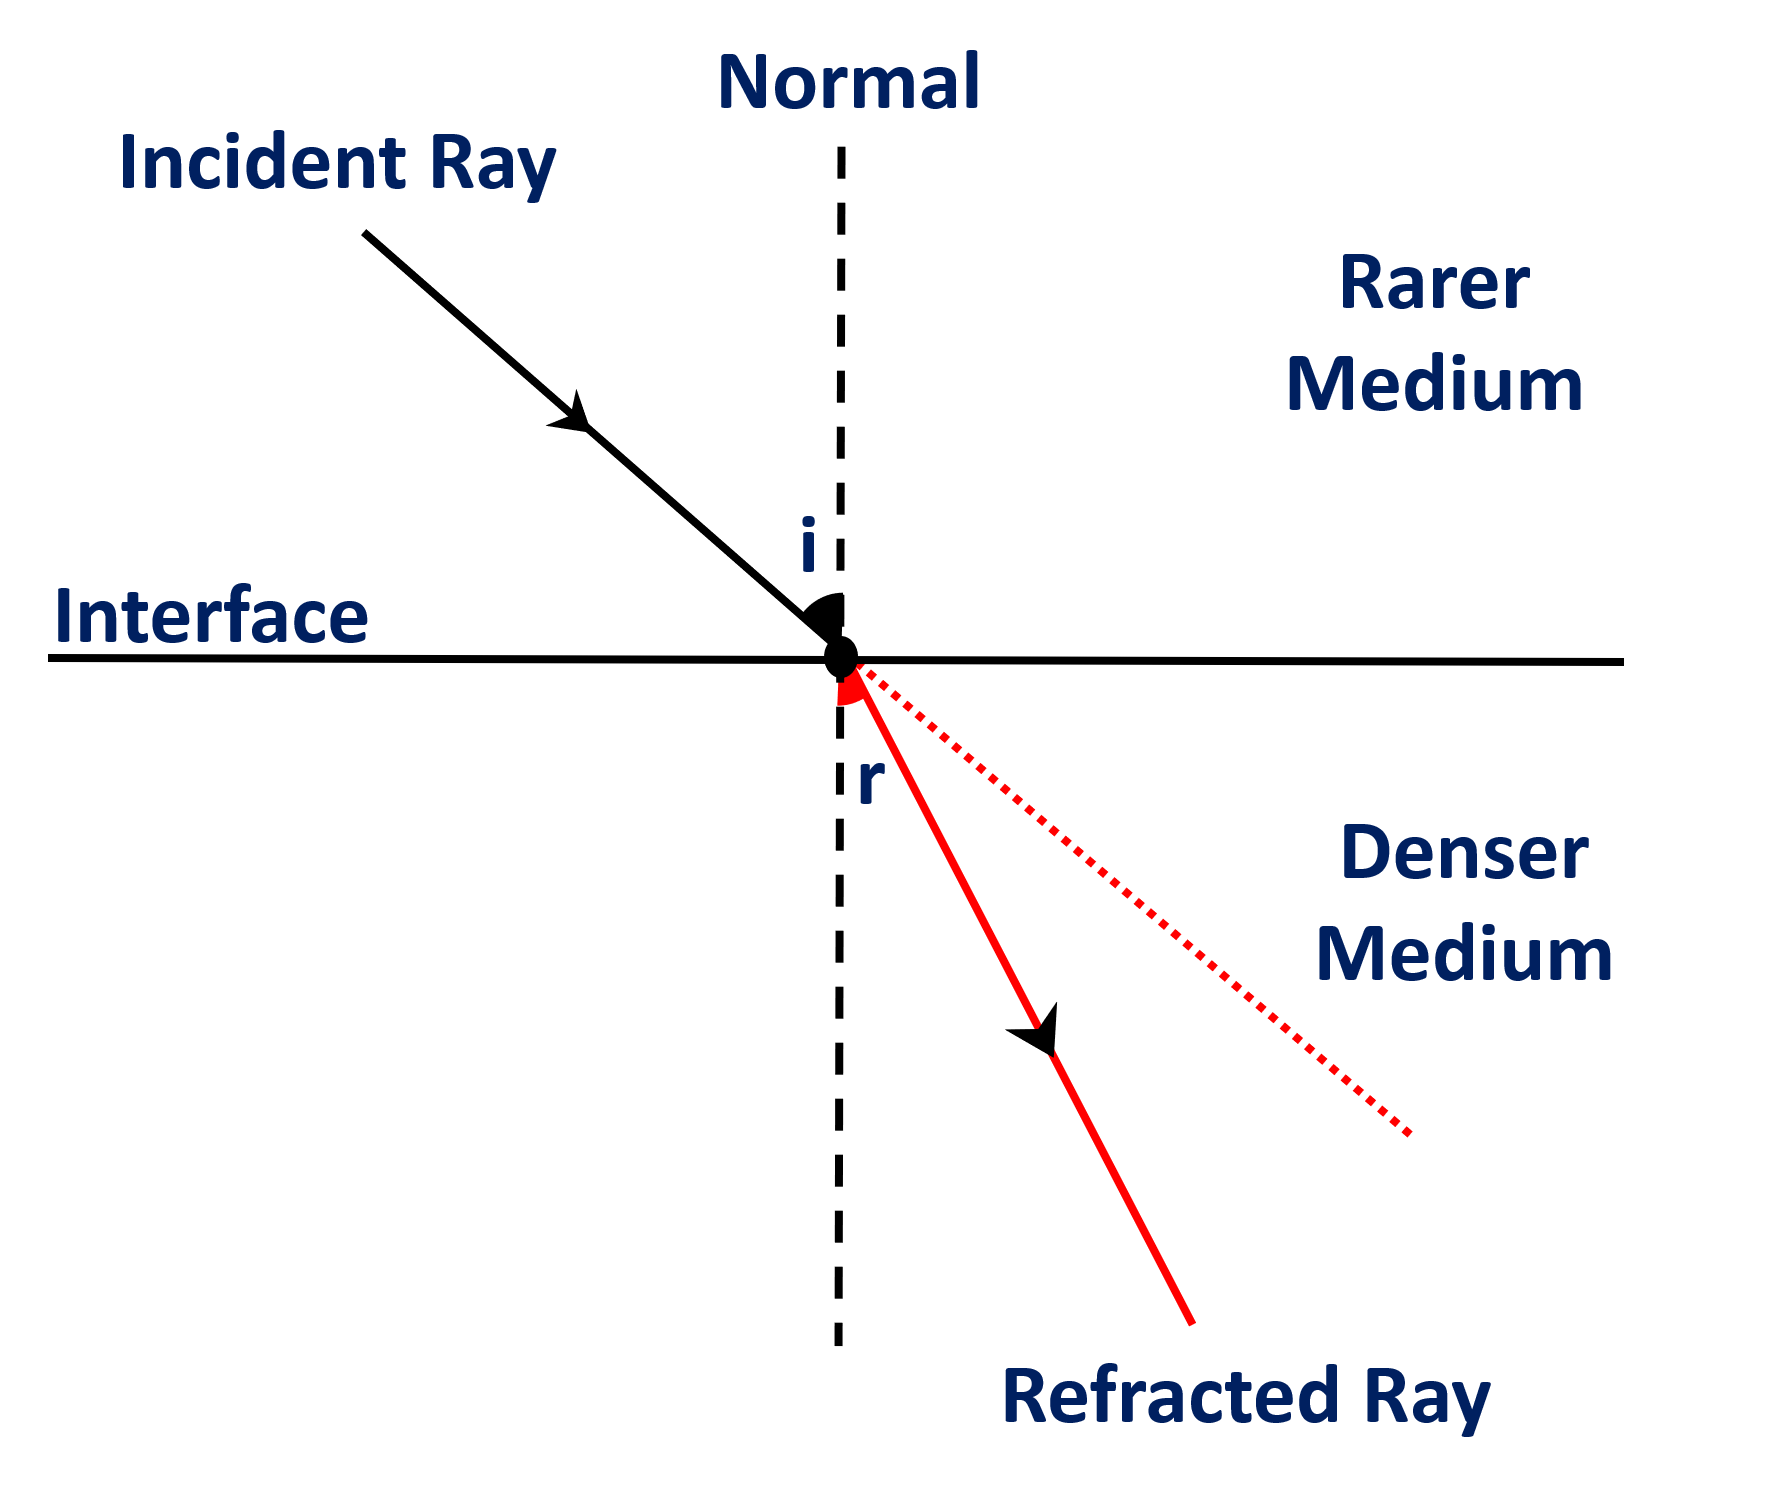 Normal
Incident Ray
Rarer
Medium
i
Interface
r
Denser
Medium
Refracted Ray